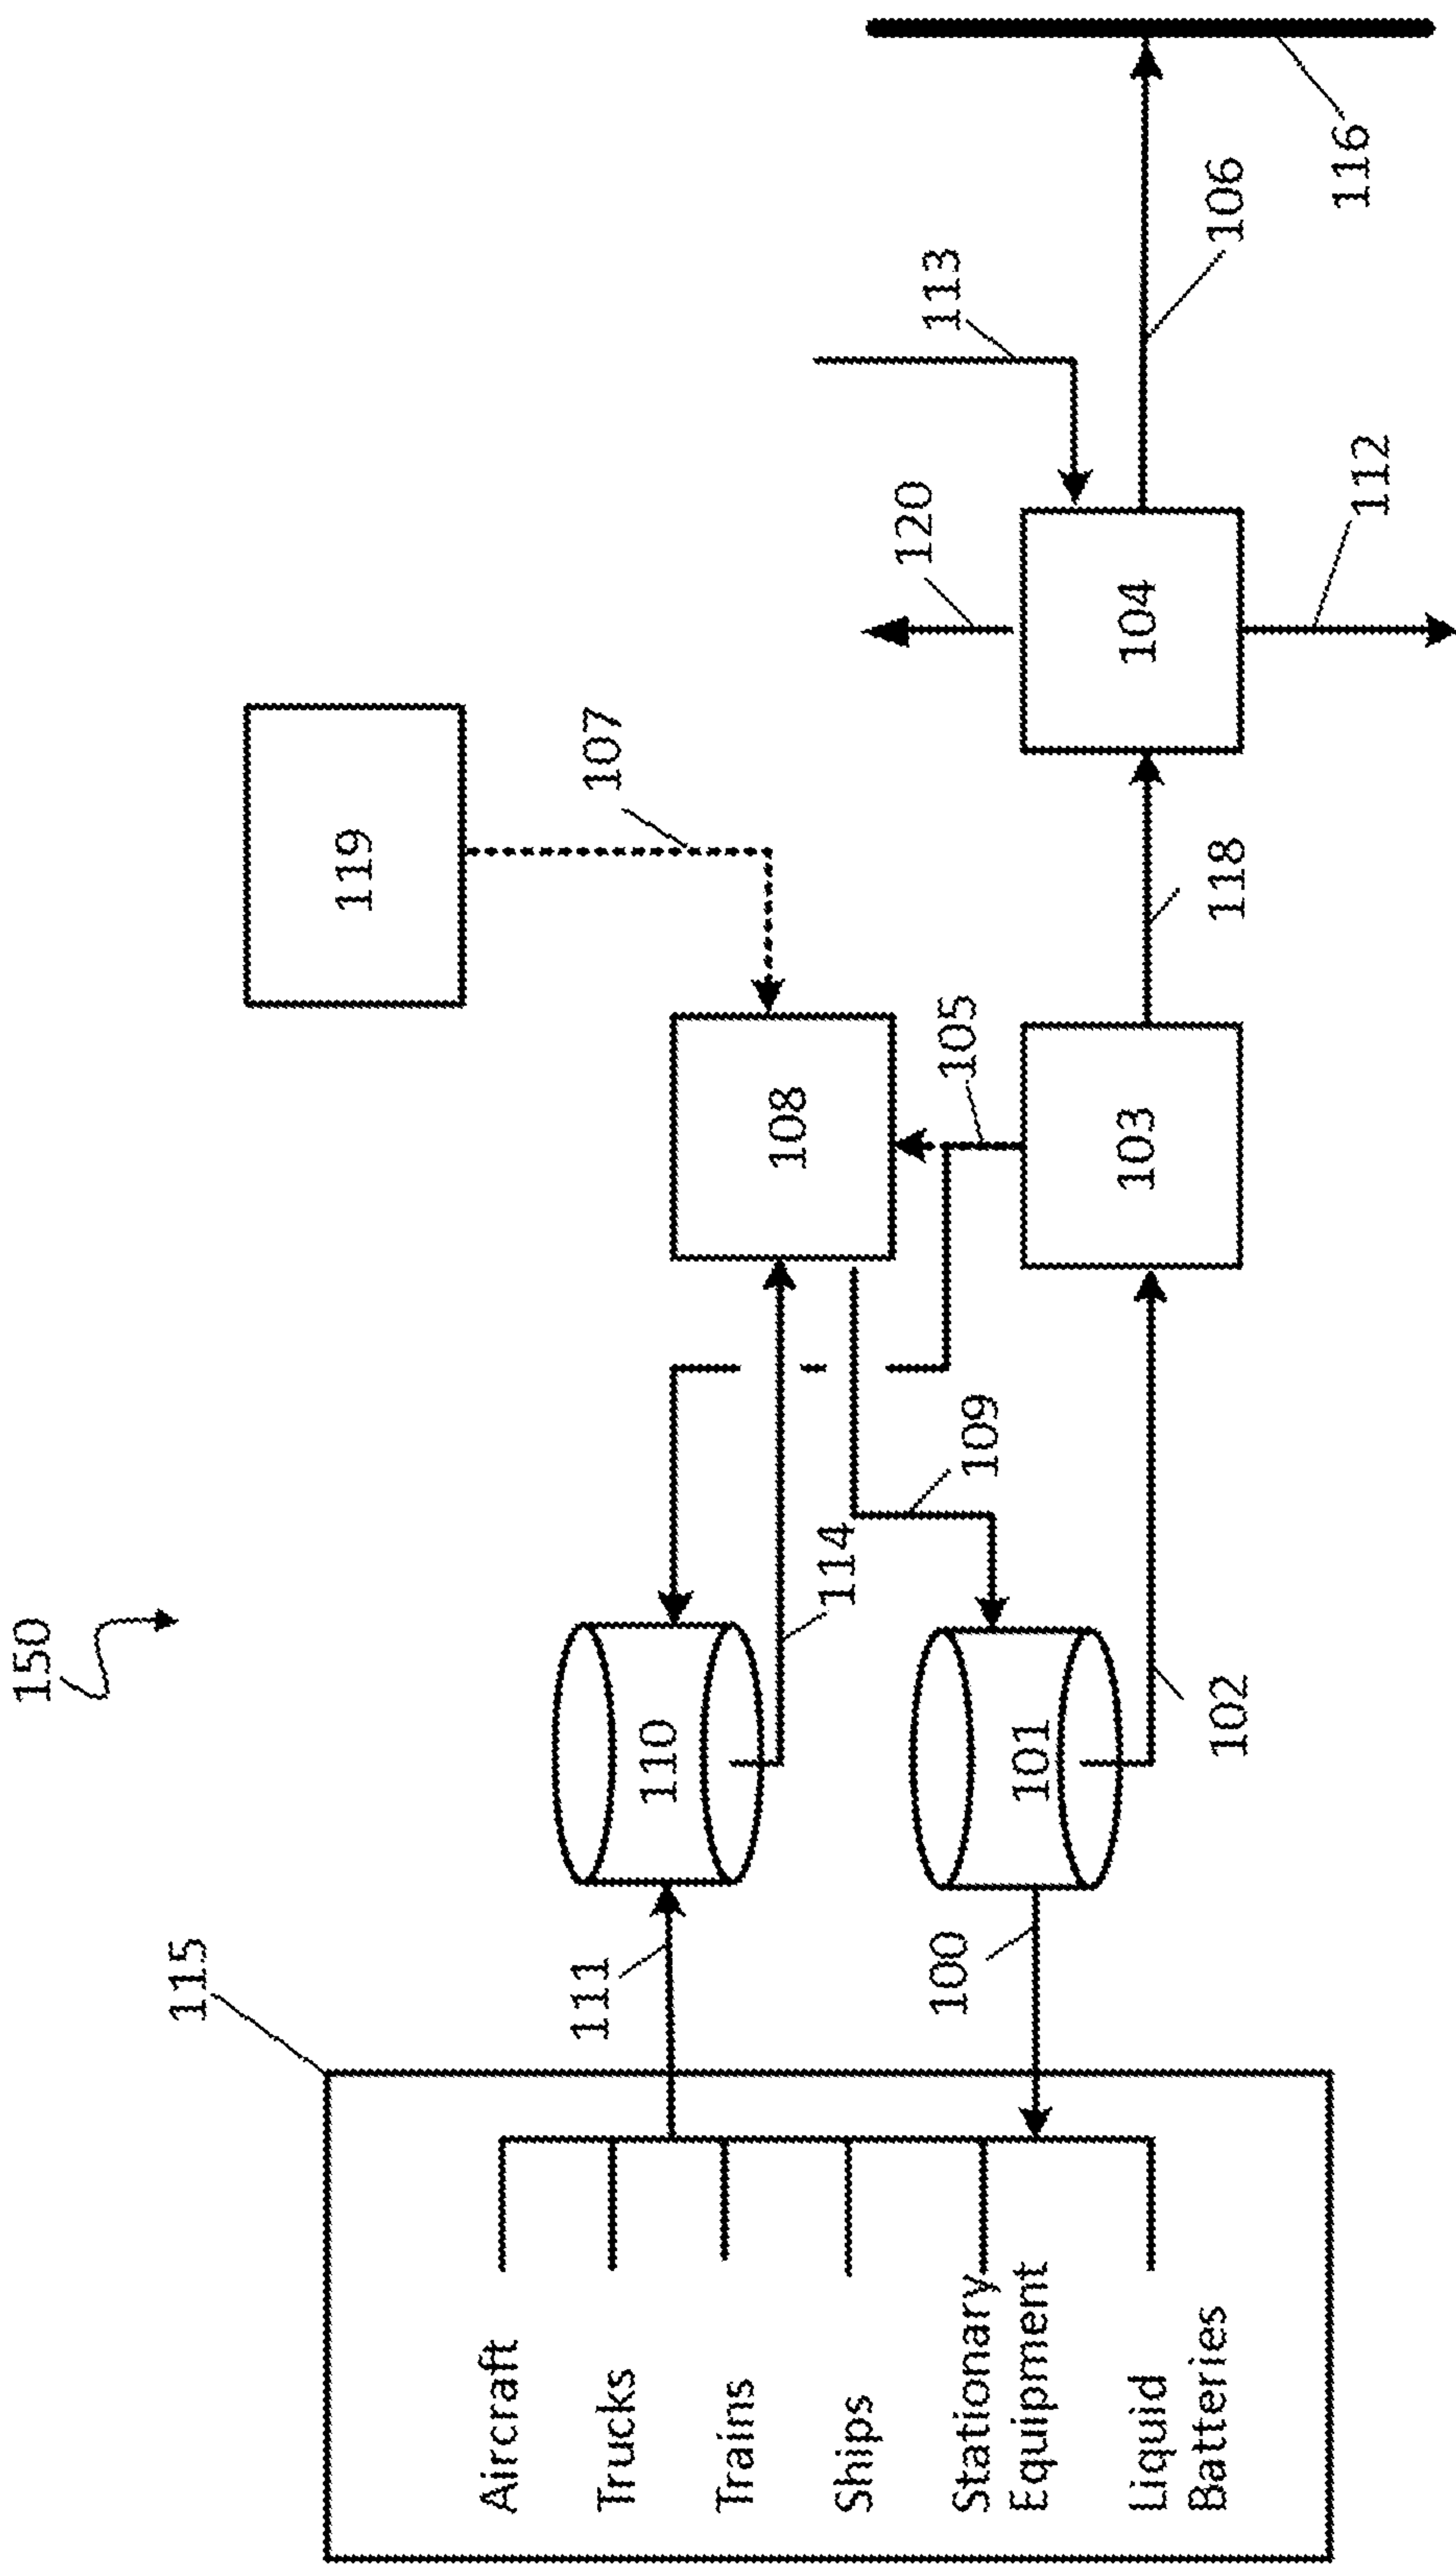 150
115
Aircraft
Trucks
Trains
Ships
Stationary
Equipment
Liquid
Batteries
111
100
110
101
114
109
102
108
103
105
119
107
118
104
120
112
113
106
116